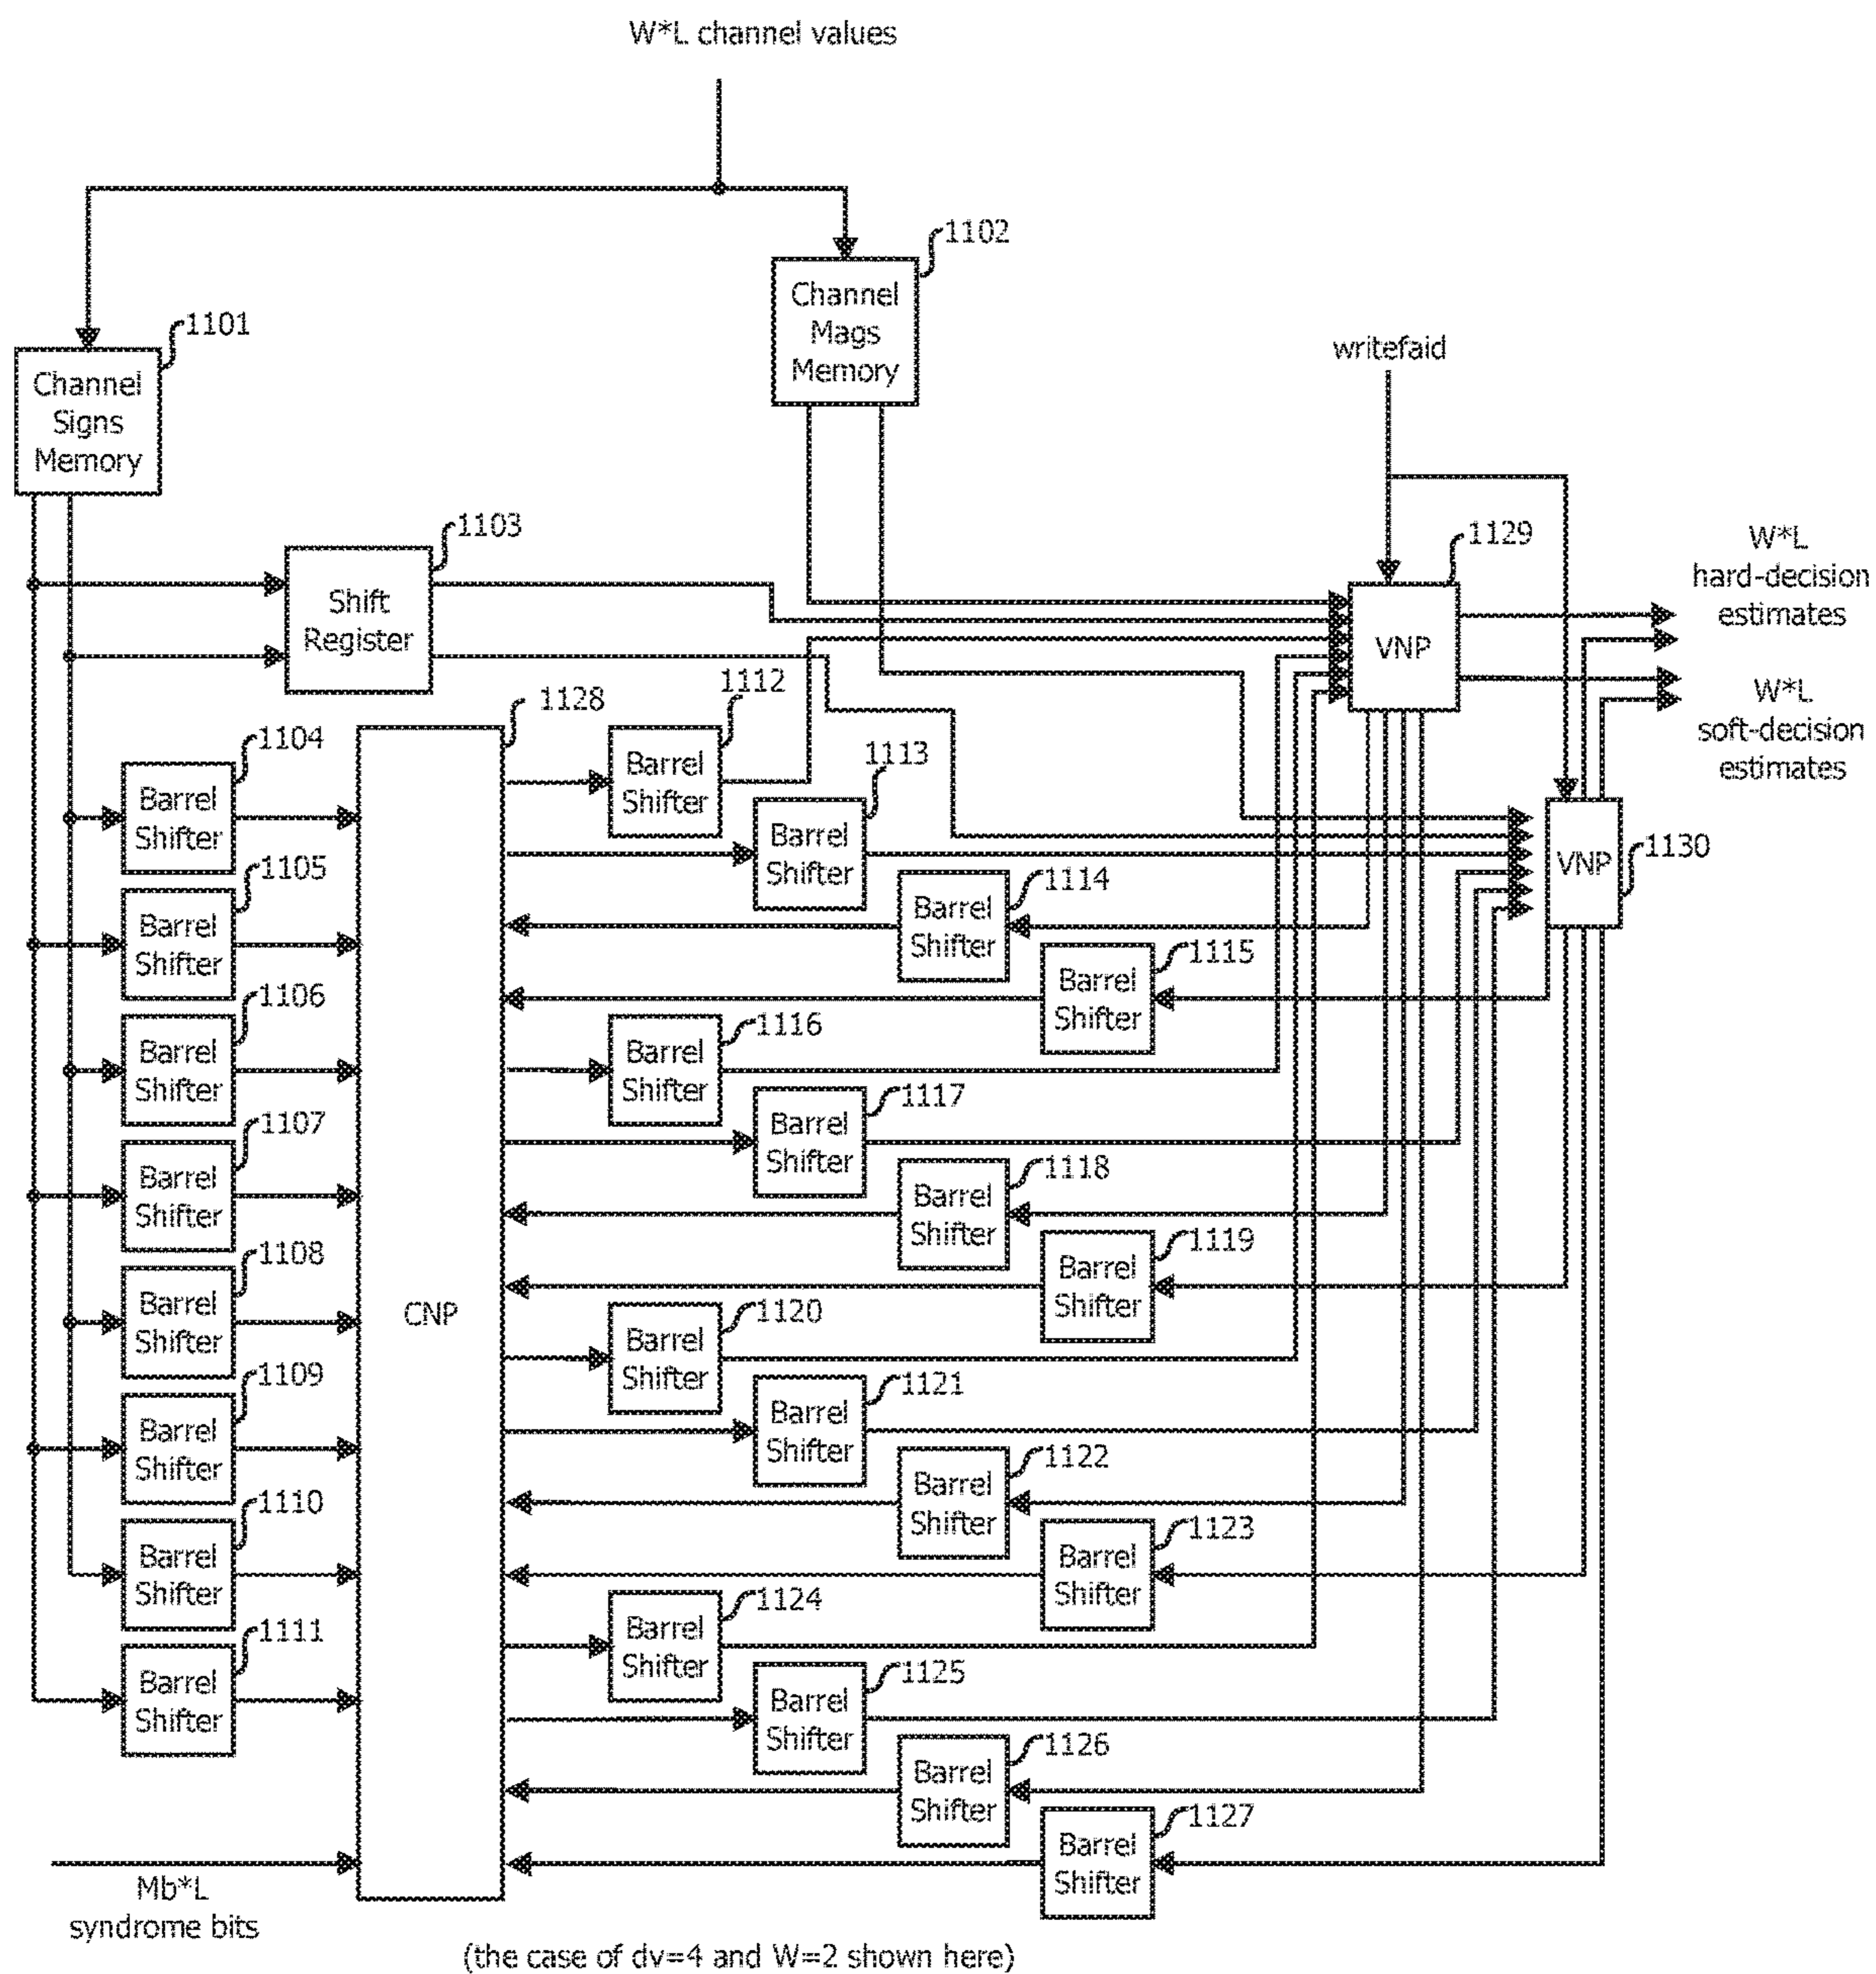 W*L channel values
1102
Channel
Mags
Memory
1101
Channel
Signs
Memory
writefaid
1103
Shift
Register
1129
VNP
W*L
hard-decision
estimates
W*L
soft-decision
estimates
1130
VNP
1128
CNP
1104
Barrel
Shifter
1105
Barrel
Shifter
1106
Barrel
Shifter
1107
Barrel
Shifter
1108
Barrel
Shifter
1109
Barrel
Shifter
1110
Barrel
Shifter
1111
Barrel
Shifter
1112
Barrel
Shifter
1113
Barrel
Shifter
1114
Barrel
Shifter
1115
Barrel
Shifter
1116
Barrel
Shifter
1117
Barrel
Shifter
1118
Barrel
Shifter
1119
Barrel
Shifter
1120
Barrel
Shifter
1121
Barrel
Shifter
1122
Barrel
Shifter
1123
Barrel
Shifter
1124
Barrel
Shifter
1125
Barrel
Shifter
1126
Barrel
Shifter
1127
Barrel
Shifter
Mb*L
syndrome bits
(the case of dv=4 and W=2 shown here)